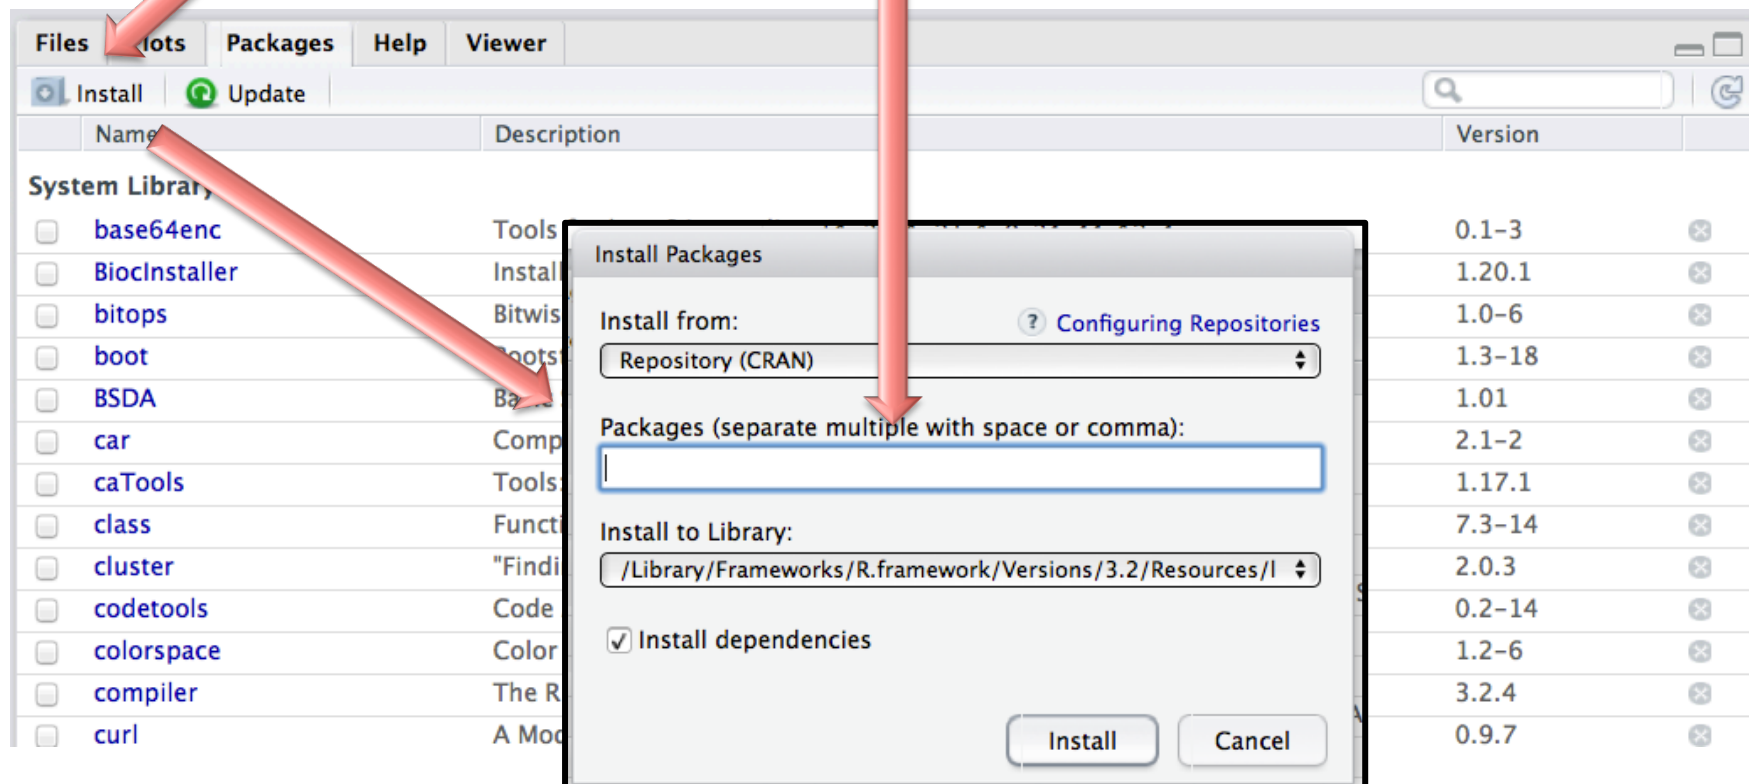 Files Packages Help Viewer
Install Update
Name Description Version
System Library
base64enc Tools 0.1-3
BiocInstaller Install 1.20.1
bitops Bitwis 1.0-6
boot 1.3-18
BSDA 1.01
car Comp 2.1-2
caTools Tools: 1.17.1
class Functi 7.3-14
cluster "Findi 2.0.3
codetools Code 0.2-14
colorspace Color 1.2-6
compiler The R 3.2.4
curl A Mod 0.9.7
Install Packages
Install from: ? Configuring Repositories
Repository (CRAN)
Packages (separate multiple with space or comma):
Install to Library:
/Library/Frameworks/R.framework/Versions/3.2/Resources/l
Install dependencies
Install Cancel